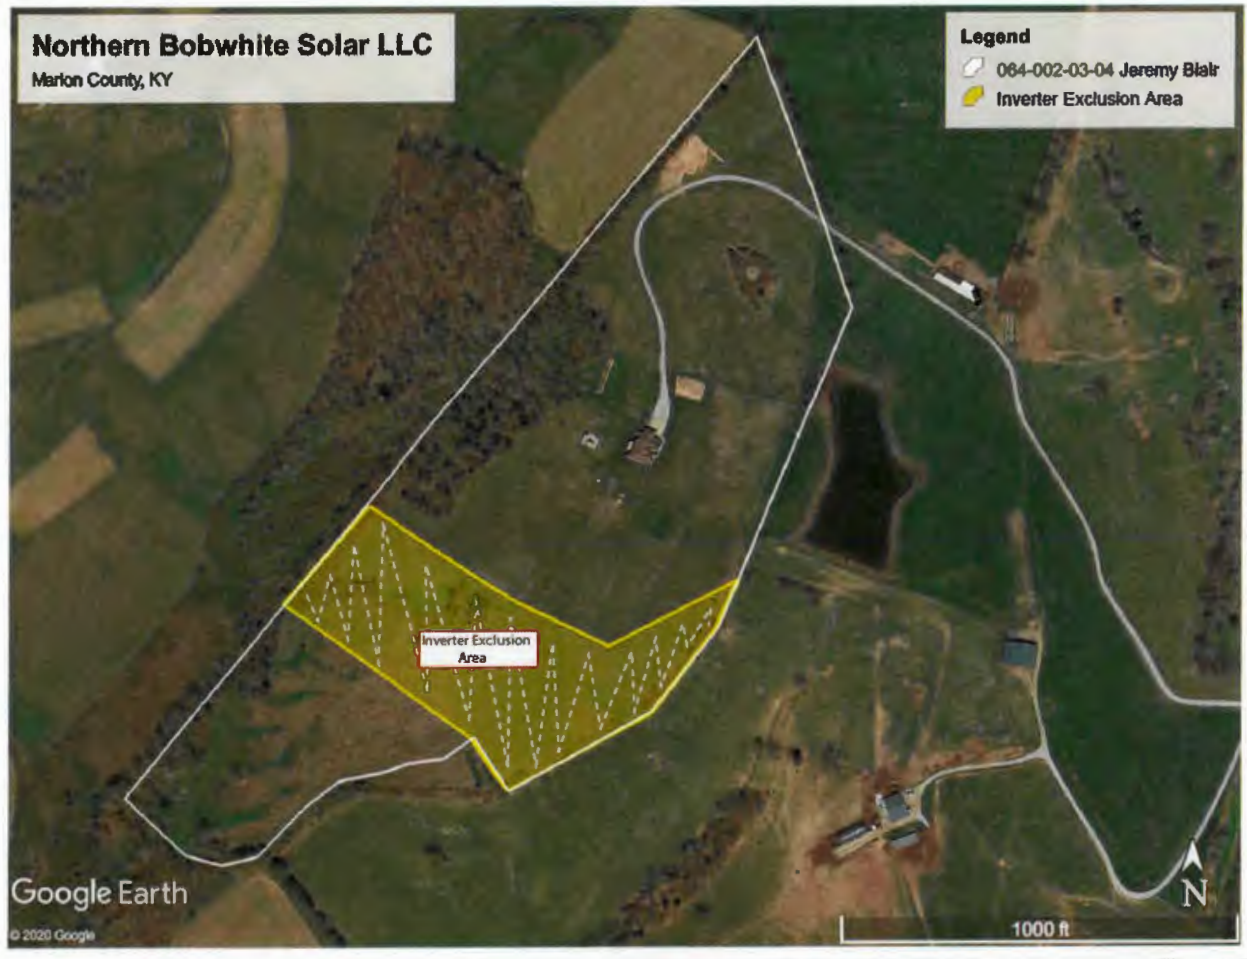 Northern Bobwhite Solar LLC
Marion County, KY
Legend
064-002-03-04 Jeremy Blair
Inverter Exclusion Area
Inverter Exclusion
Area
Google Earth
© 2020 Google
N
1000 ft